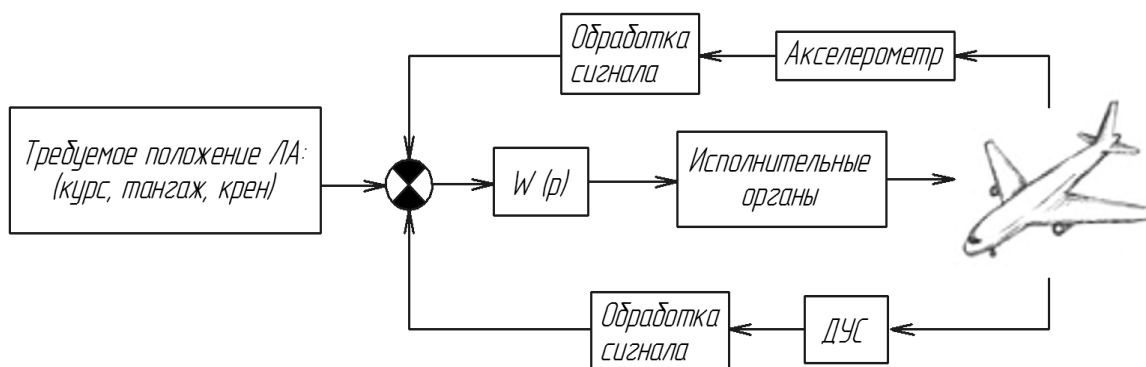 Обработка
сигнала
Акселерометр
Требуемое положение ЛА:
(курс, тангаж, крен)
W (p)
Исполнительные
органы
Обработка
сигнала
ДУС